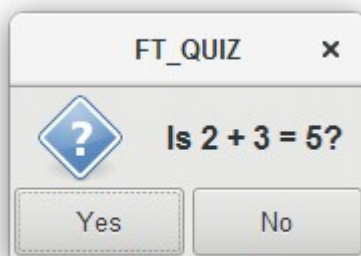 FT_QUIZ
Is 2 + 3 = 5?
Yes No